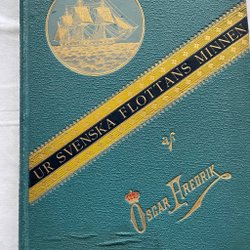 UR SVENSKA FLOTTANS MINNEN
af
OSCAR FREDRIK